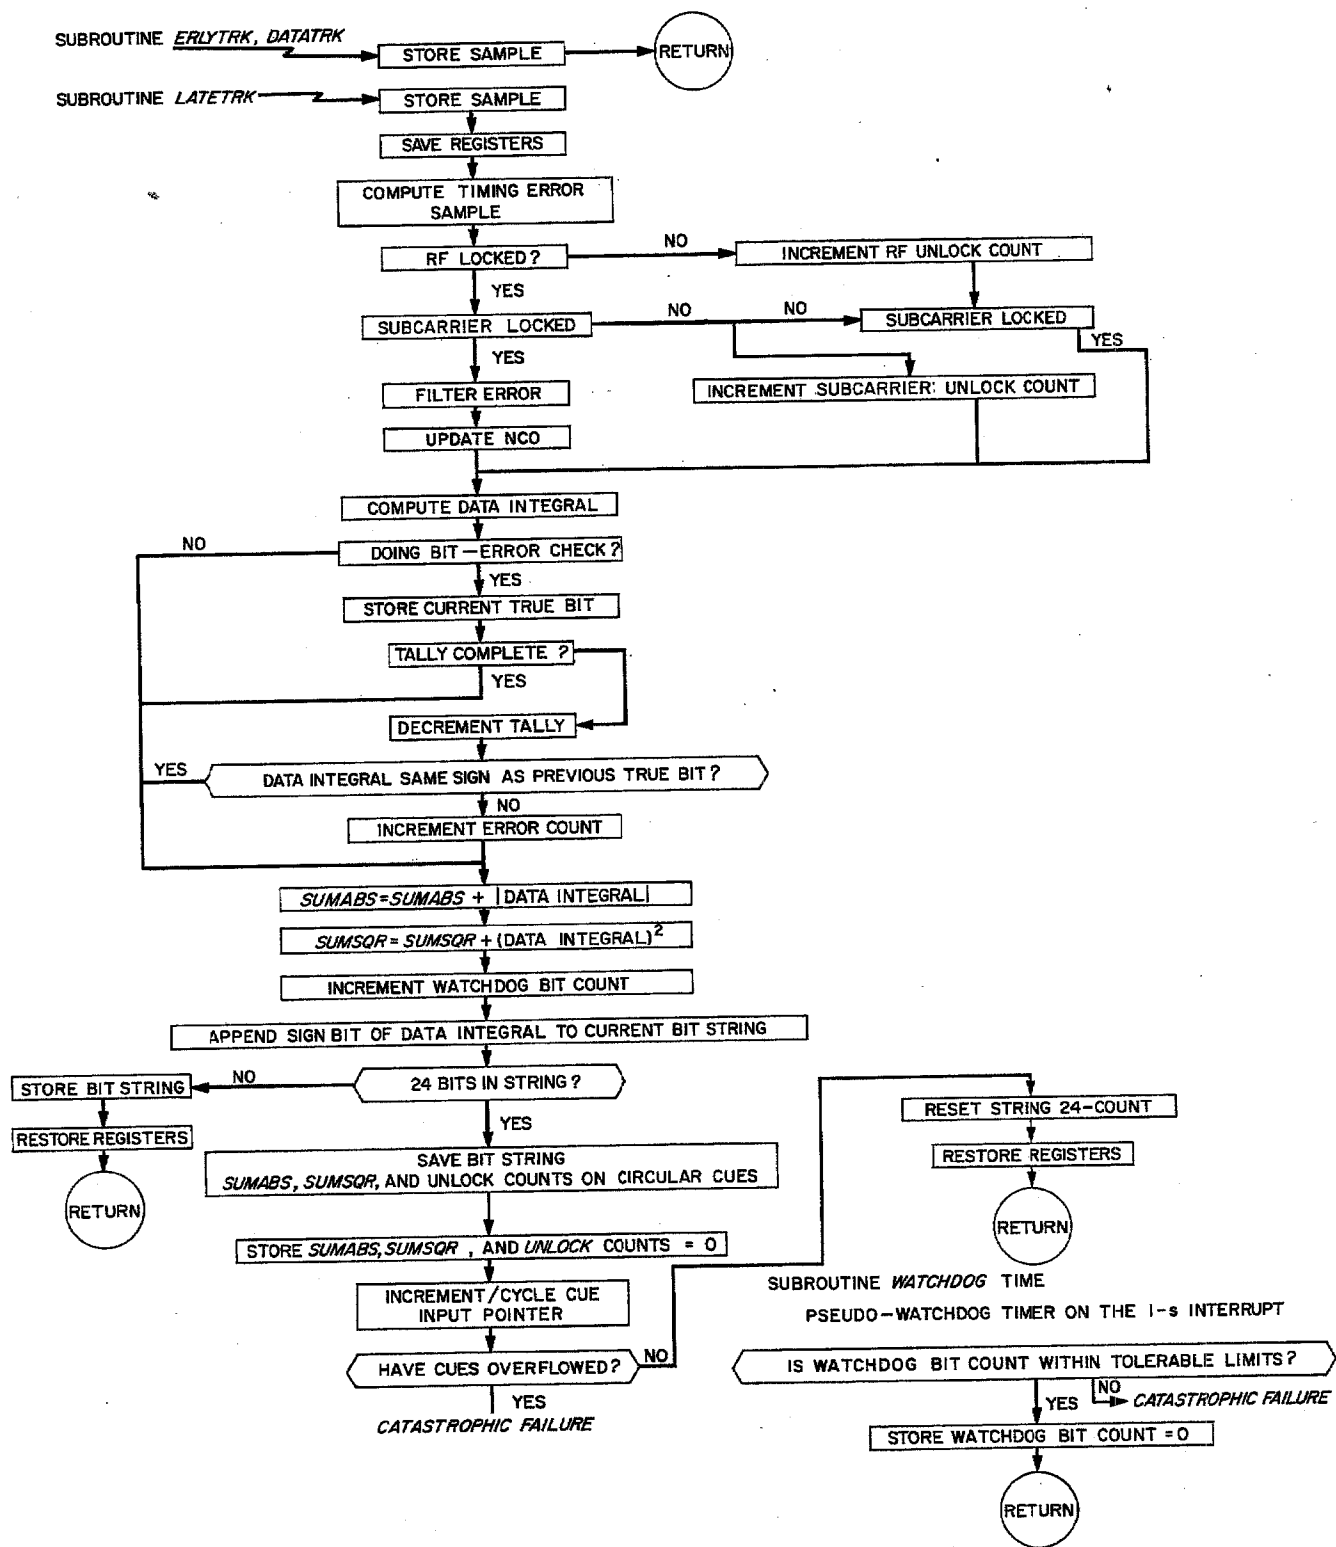 SUBROUTINE ERLYTRK, DATATRK
STORE SAMPLE
RETURN
SUBROUTINE LATETRK
STORE SAMPLE
SAVE REGISTERS
COMPUTE TIMING ERROR
SAMPLE
RF LOCKED?
NO
INCREMENT RF UNLOCK COUNT
YES
SUBCARRIER LOCKED
NO
NO
SUBCARRIER LOCKED
YES
YES
INCREMENT SUBCARRIER: UNLOCK COUNT
FILTER ERROR
UPDATE NCO
COMPUTE DATA INTEGRAL
NO
DOING BIT-ERROR CHECK?
YES
STORE CURRENT TRUE BIT
TALLY COMPLETE ?
YES
DECREMENT TALLY
YES
DATA INTEGRAL SAME SIGN AS PREVIOUS TRUE BIT?
NO
INCREMENT ERROR COUNT
SUMABS=SUMABS + |DATA INTEGRAL|
SUMSQR = SUMSQR + (DATA INTEGRAL)²
INCREMENT WATCHDOG BIT COUNT
APPEND SIGN BIT OF DATA INTEGRAL TO CURRENT BIT STRING
24 BITS IN STRING ?
NO
STORE BIT STRING
RESTORE REGISTERS
RETURN
YES
SAVE BIT STRING
SUMABS, SUMSQR, AND UNLOCK COUNTS ON CIRCULAR CUES
STORE SUMABS, SUMSQR , AND UNLOCK COUNTS = 0
INCREMENT/CYCLE CUE
INPUT POINTER
HAVE CUES OVERFLOWED?
NO
YES
CATASTROPHIC FAILURE
RESET STRING 24-COUNT
RESTORE REGISTERS
RETURN
SUBROUTINE WATCHDOG TIME
PSEUDO-WATCHDOG TIMER ON THE 1-s INTERRUPT
IS WATCHDOG BIT COUNT WITHIN TOLERABLE LIMITS?
NO
YES
CATASTROPHIC FAILURE
STORE WATCHDOG BIT COUNT = 0
RETURN